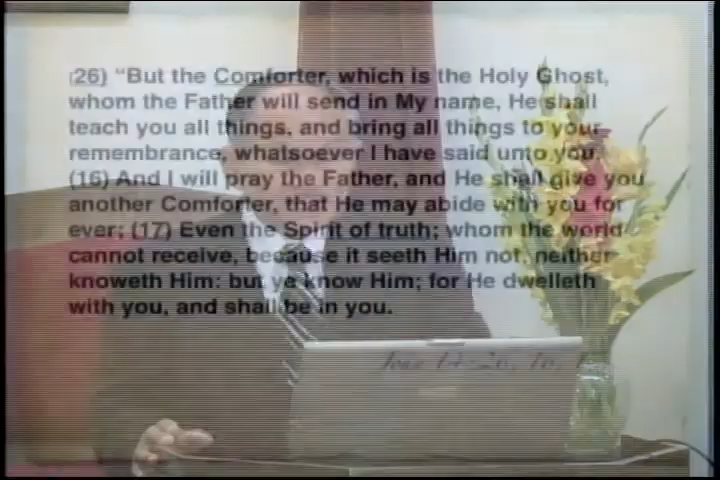 (26) “But the Comforter, which is the Holy Ghost,
whom the Father will send in My name, He shall
teach you all things, and bring all things to your
remembrance, whatsoever I have said unto you.
(16) And I will pray the Father, and He shall give you
another Comforter, that He may abide with you for
ever; (17) Even the Spirit of truth; whom the world
cannot receive, because it seeth Him not, neither
knoweth Him: but ye know Him; for He dwelleth
with you, and shall be in you.
John 14:26, 16,